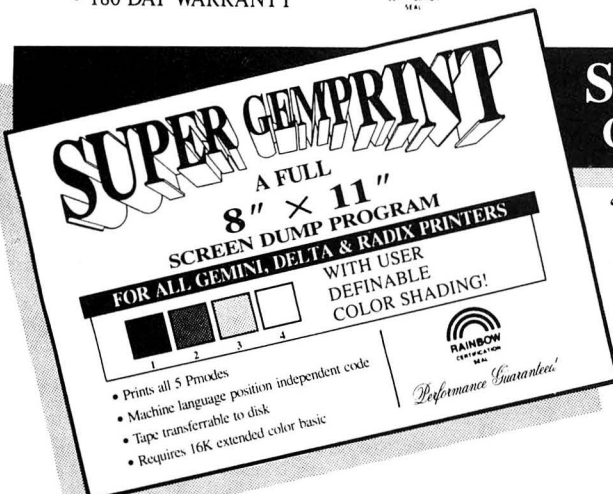 180 DAY WARRANTY
SEAL
SUPER GEMPRINT
A FULL
8" × 11"
SCREEN DUMP PROGRAM
FOR ALL GEMINI, DELTA & RADIX PRINTERS
WITH USER
DEFINABLE
COLOR SHADING!
1 2 3 4
• Prints all 5 Pmodes
• Machine language position independent code
• Tape transferrable to disk
• Requires 16K extended color basic
RAINBOW
CERTIFICATION
SEAL
Performance Guaranteed!
S